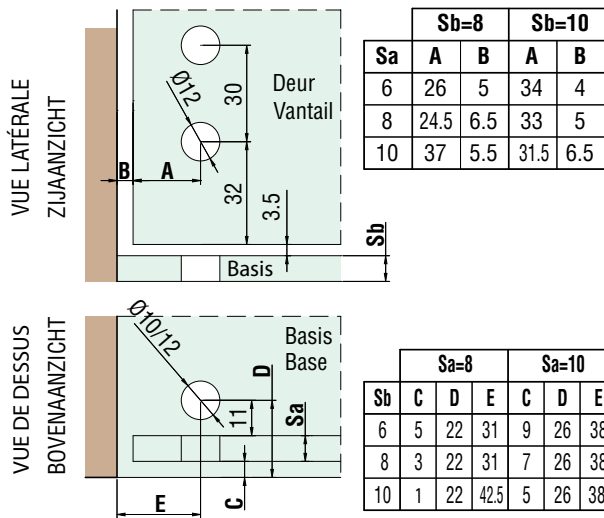 VUE LATÉRALE
ZIJAANZICHT
Ø12
30
Deur
Vantail
B
A
32
3.5
Sb
Basis
Sb=8 Sb=10
Sa A B A B
6 26 5 34 4
8 24.5 6.5 33 5
10 37 5.5 31.5 6.5
VUE DE DESSUS
BOVENAANZICHT
Ø10/12
Basis
Base
D
11
Sa
E
C
Sa=8 Sa=10
Sb C D E C D E
6 5 22 31 9 26 38
8 3 22 31 7 26 38
10 1 22 42.5 5 26 38